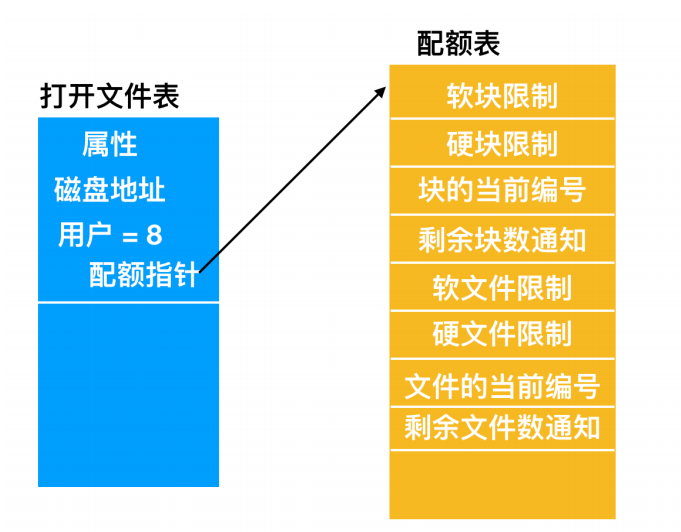 打开文件表
属性
磁盘地址
用户 = 8
配额指针
配额表
软块限制
硬块限制
块的当前编号
剩余块数通知
软文件限制
硬文件限制
文件的当前编号
剩余文件数通知